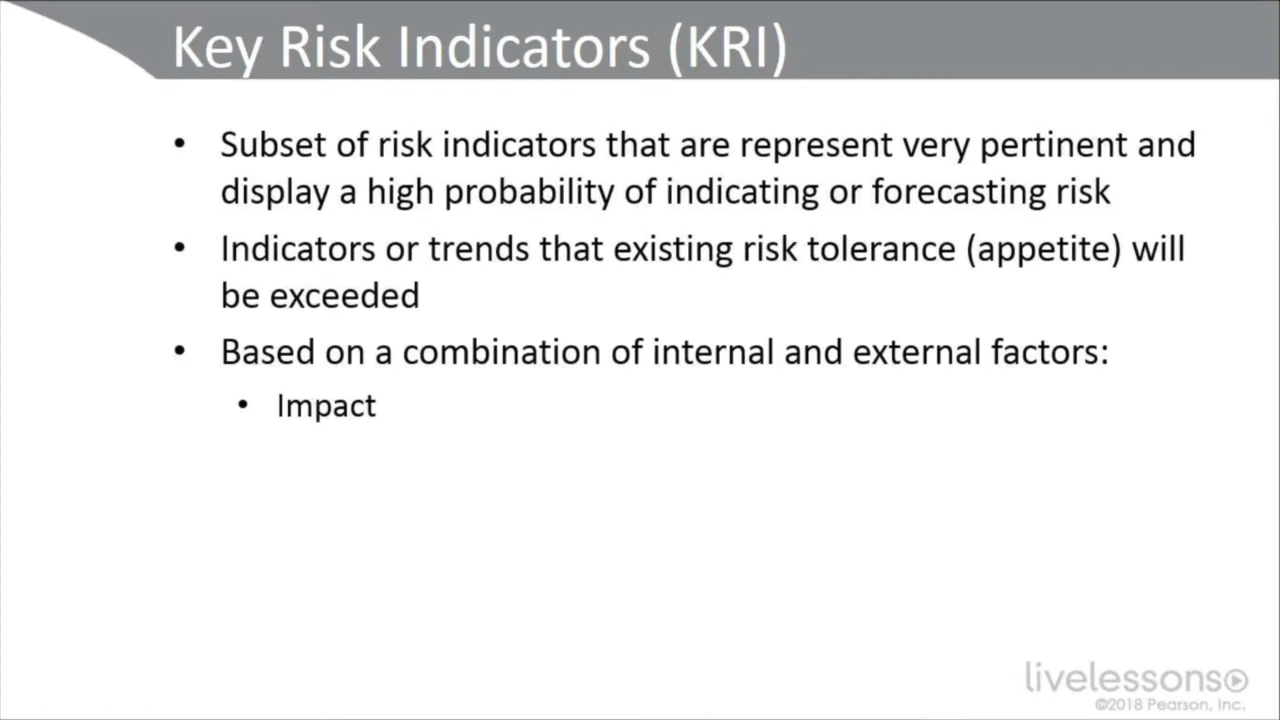 Key Risk Indicators (KRI)
• Subset of risk indicators that are represent very pertinent and
display a high probability of indicating or forecasting risk
• Indicators or trends that existing risk tolerance (appetite) will
be exceeded
• Based on a combination of internal and external factors:
• Impact
livelessons
©2018 Pearson, Inc.